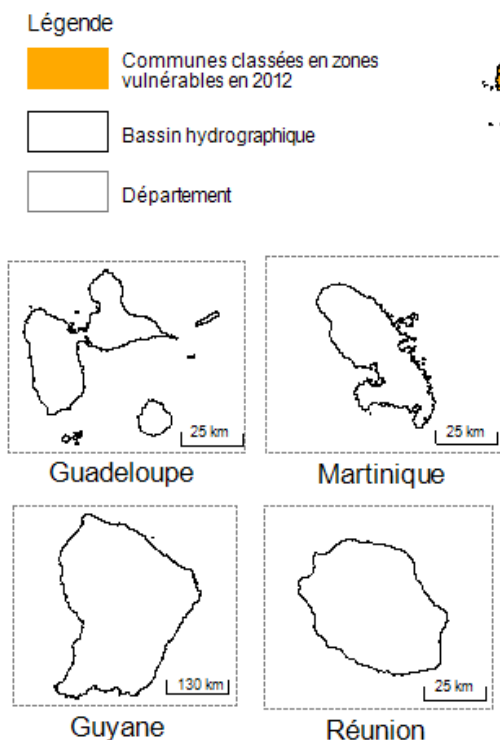 Légende
Communes classées en zones
vulnérables en 2012
Bassin hydrographique
Département
25 km
25 km
Guadeloupe
Martinique
130 km
25 km
Guyane
Réunion